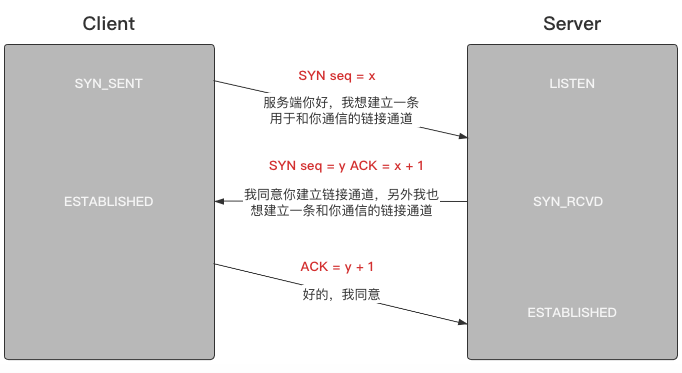 Client
Server
SYN_SENT
SYN seq = x
LISTEN
服务端你好，我想建立一条
用于和你通信的链接通道
SYN seq = y ACK = x + 1
ESTABLISHED
我同意你建立链接通道，另外我也
想建立一条和你通信的链接通道
SYN_RCVD
ACK = y + 1
好的，我同意
ESTABLISHED